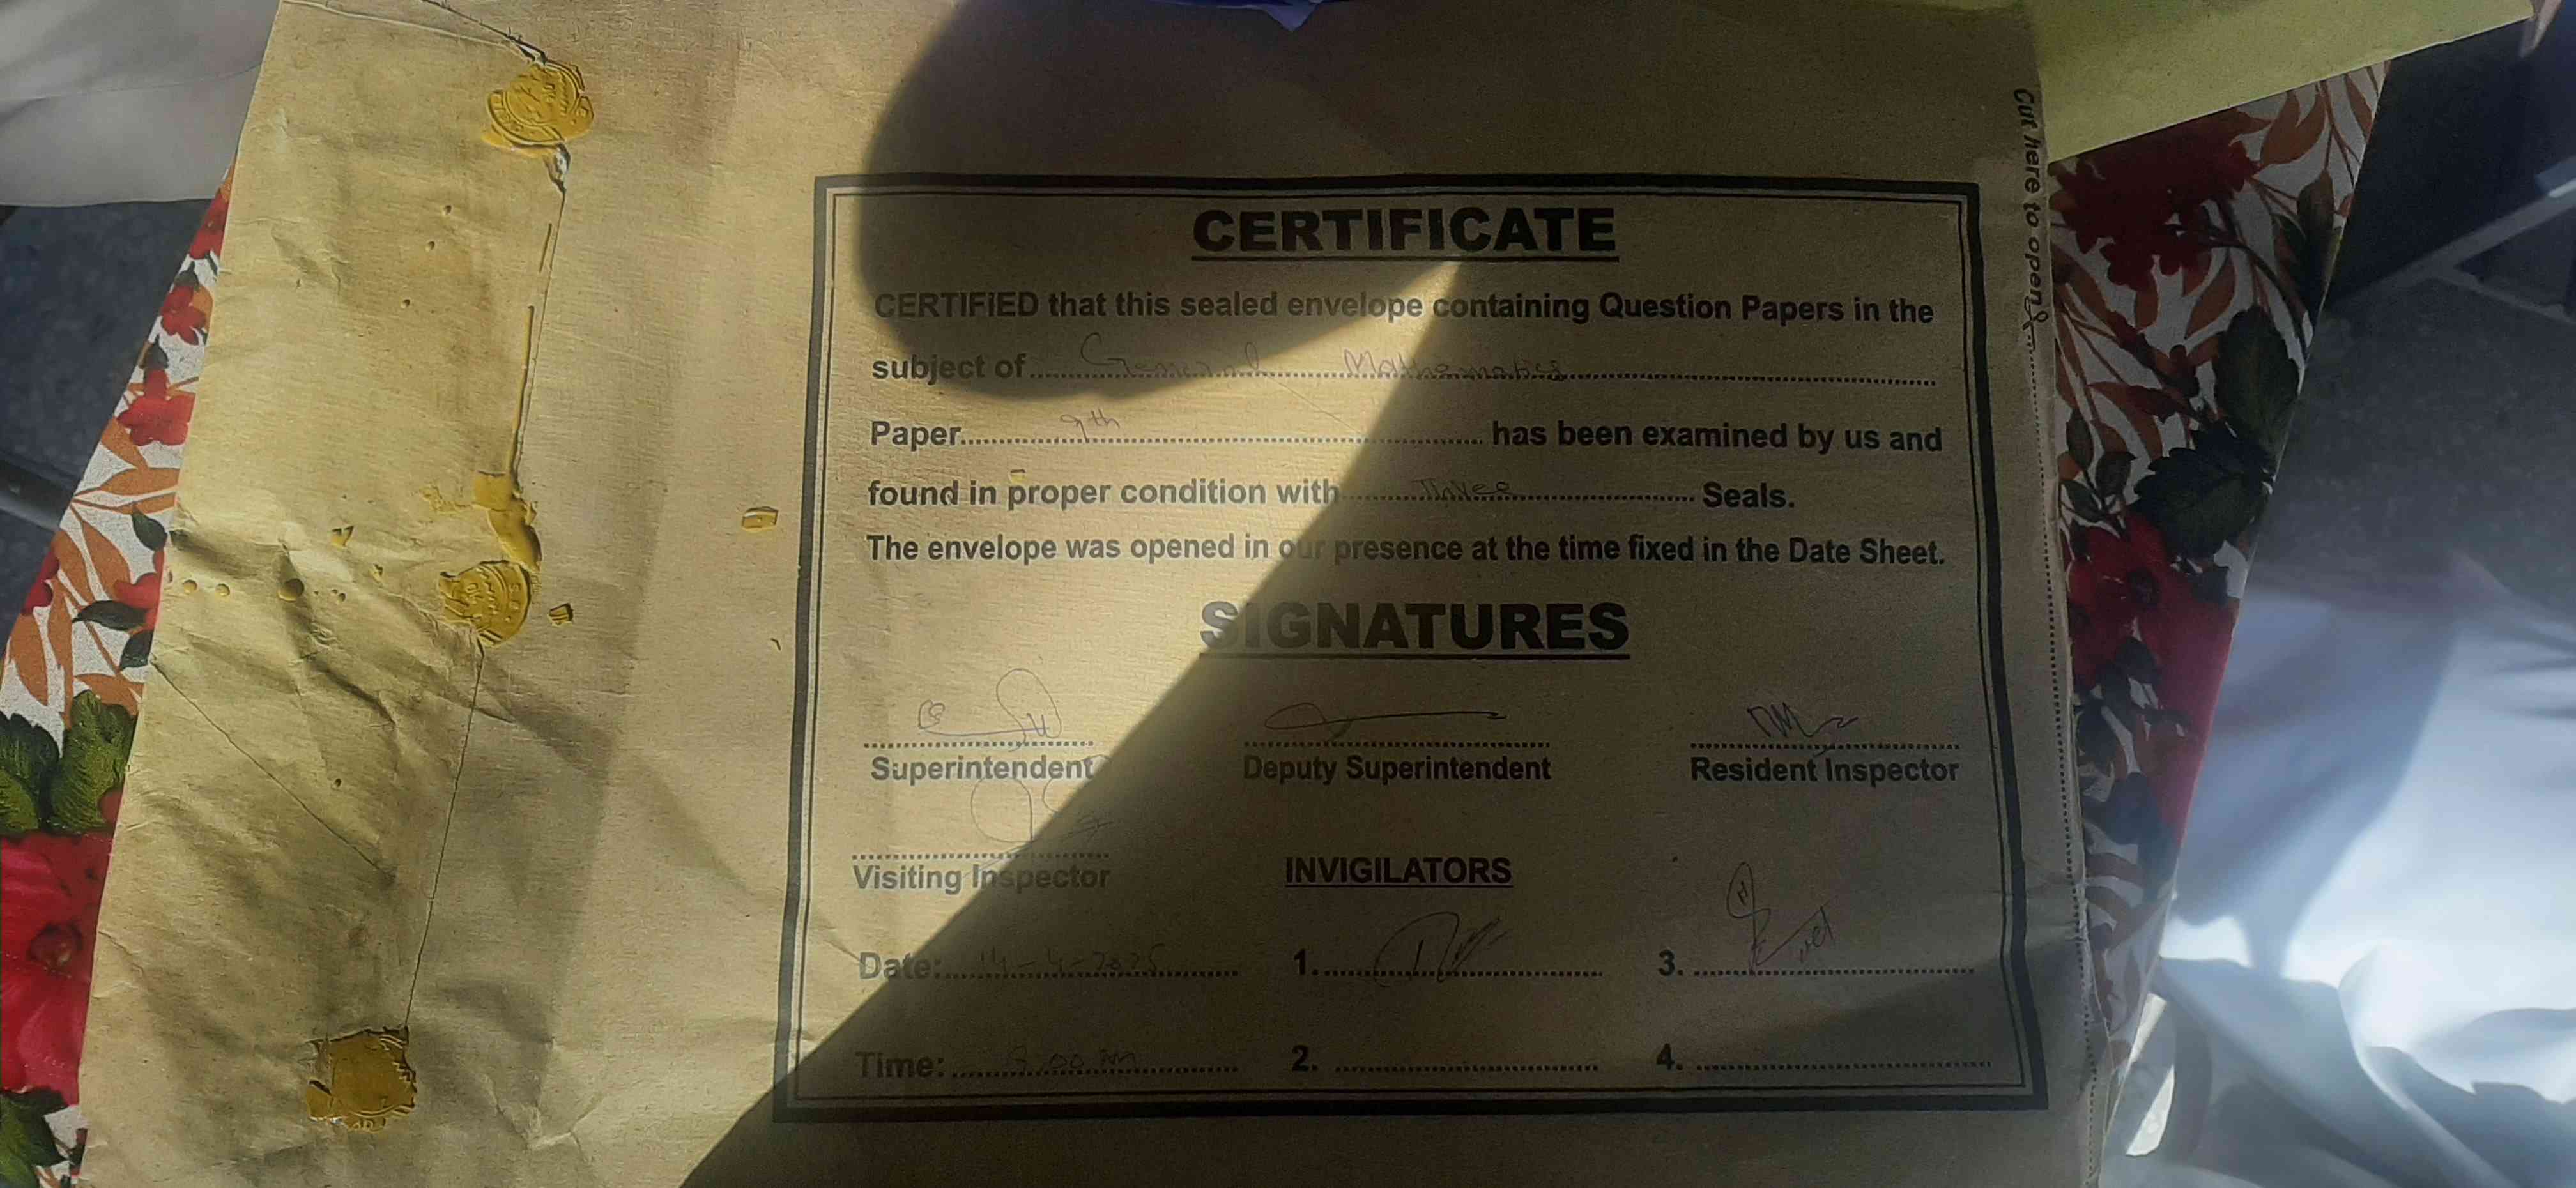 CERTIFICATE
CERTIFIED that this sealed envelope containing Question Papers in the
subject of General Mathematics
Paper 9th has been examined by us and
found in proper condition with Three Seals.
The envelope was opened in our presence at the time fixed in the Date Sheet.
SIGNATURES
Superintendent Deputy Superintendent Resident Inspector
Visiting Inspector INVIGILATORS
Date: 14-4-2025 1. 3.
Time: 2. 4.
Cut here to open